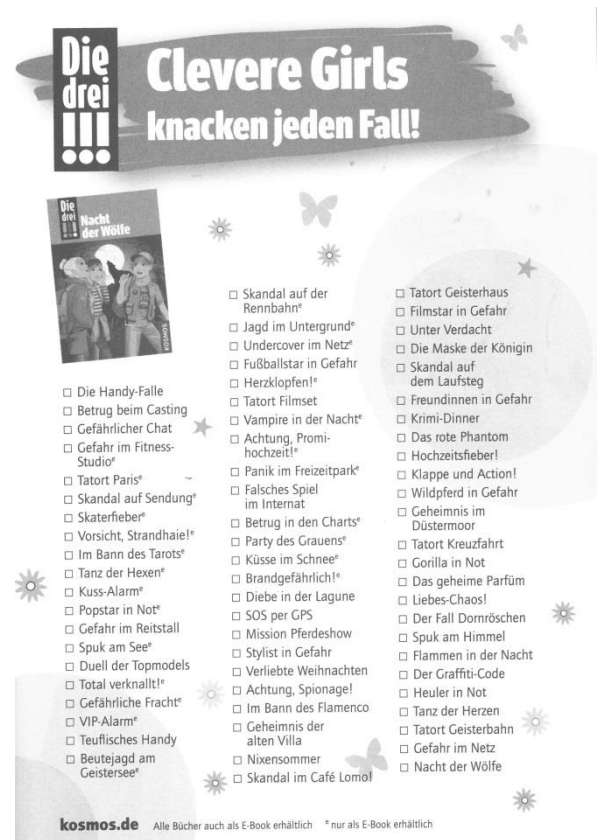 Die
drei
!!!
Clevere Girls
knacken jeden Fall!
Die
drei
!!!
Nacht
der Wölfe
KOSMOS
□ Die Handy-Falle
□ Betrug beim Casting
□ Gefährlicher Chat
□ Gefahr im Fitness-
Studioᵉ
□ Tatort Parisᵉ
□ Skandal auf Sendungᵉ
□ Skaterfieberᵉ
□ Vorsicht, Strandhaie!ᵉ
□ Im Bann des Tarotsᵉ
□ Tanz der Hexenᵉ
□ Kuss-Alarmᵉ
□ Popstar in Notᵉ
□ Gefahr im Reitstall
□ Spuk am Seeᵉ
□ Duell der Topmodels
□ Total verknallt!ᵉ
□ Gefährliche Frachtᵉ
□ VIP-Alarmᵉ
□ Teuflisches Handy
□ Beutejagd am
Geisterseeᵉ
□ Skandal auf der
Rennbahnᵉ
□ Jagd im Untergrundᵉ
□ Undercover im Netzᵉ
□ Fußballstar in Gefahr
□ Herzklopfen!ᵉ
□ Tatort Filmset
□ Vampire in der Nachtᵉ
□ Achtung, Promi-
hochzeit!ᵉ
□ Panik im Freizeitparkᵉ
□ Falsches Spiel
im Internat
□ Betrug in den Chartsᵉ
□ Party des Grauensᵉ
□ Küsse im Schneeᵉ
□ Brandgefährlich!ᵉ
□ Diebe in der Lagune
□ SOS per GPS
□ Mission Pferdeshow
□ Stylist in Gefahr
□ Verliebte Weihnachten
□ Achtung, Spionage!
□ Im Bann des Flamenco
□ Geheimnis der
alten Villa
□ Nixensommer
□ Skandal im Café Lomo!
□ Tatort Geisterhaus
□ Filmstar in Gefahr
□ Unter Verdacht
□ Die Maske der Königin
□ Skandal auf
dem Laufsteg
□ Freundinnen in Gefahr
□ Krimi-Dinner
□ Das rote Phantom
□ Hochzeitsfieber!
□ Klappe und Action!
□ Wildpferd in Gefahr
□ Geheimnis im
Düstermoor
□ Tatort Kreuzfahrt
□ Gorilla in Not
□ Das geheime Parfüm
□ Liebes-Chaos!
□ Der Fall Dornröschen
□ Spuk am Himmel
□ Flammen in der Nacht
□ Der Graffiti-Code
□ Heuler in Not
□ Tanz der Herzen
□ Tatort Geisterbahn
□ Gefahr im Netz
□ Nacht der Wölfe
kosmos.de Alle Bücher auch als E-Book erhältlich ᵉ nur als E-Book erhältlich